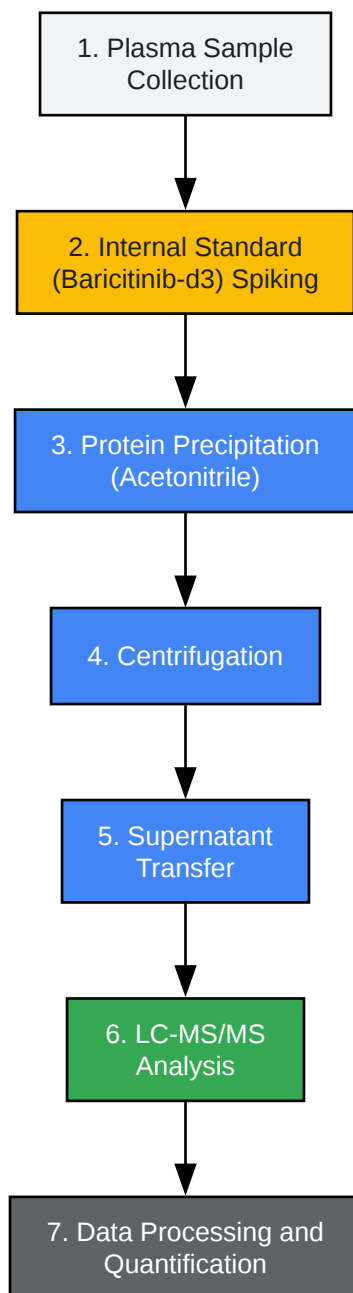 1. Plasma Sample
Collection
2. Internal Standard
(Baricitinib-d3) Spiking
3. Protein Precipitation
(Acetonitrile)
4. Centrifugation
5. Supernatant
Transfer
6. LC-MS/MS
Analysis
7. Data Processing and
Quantification